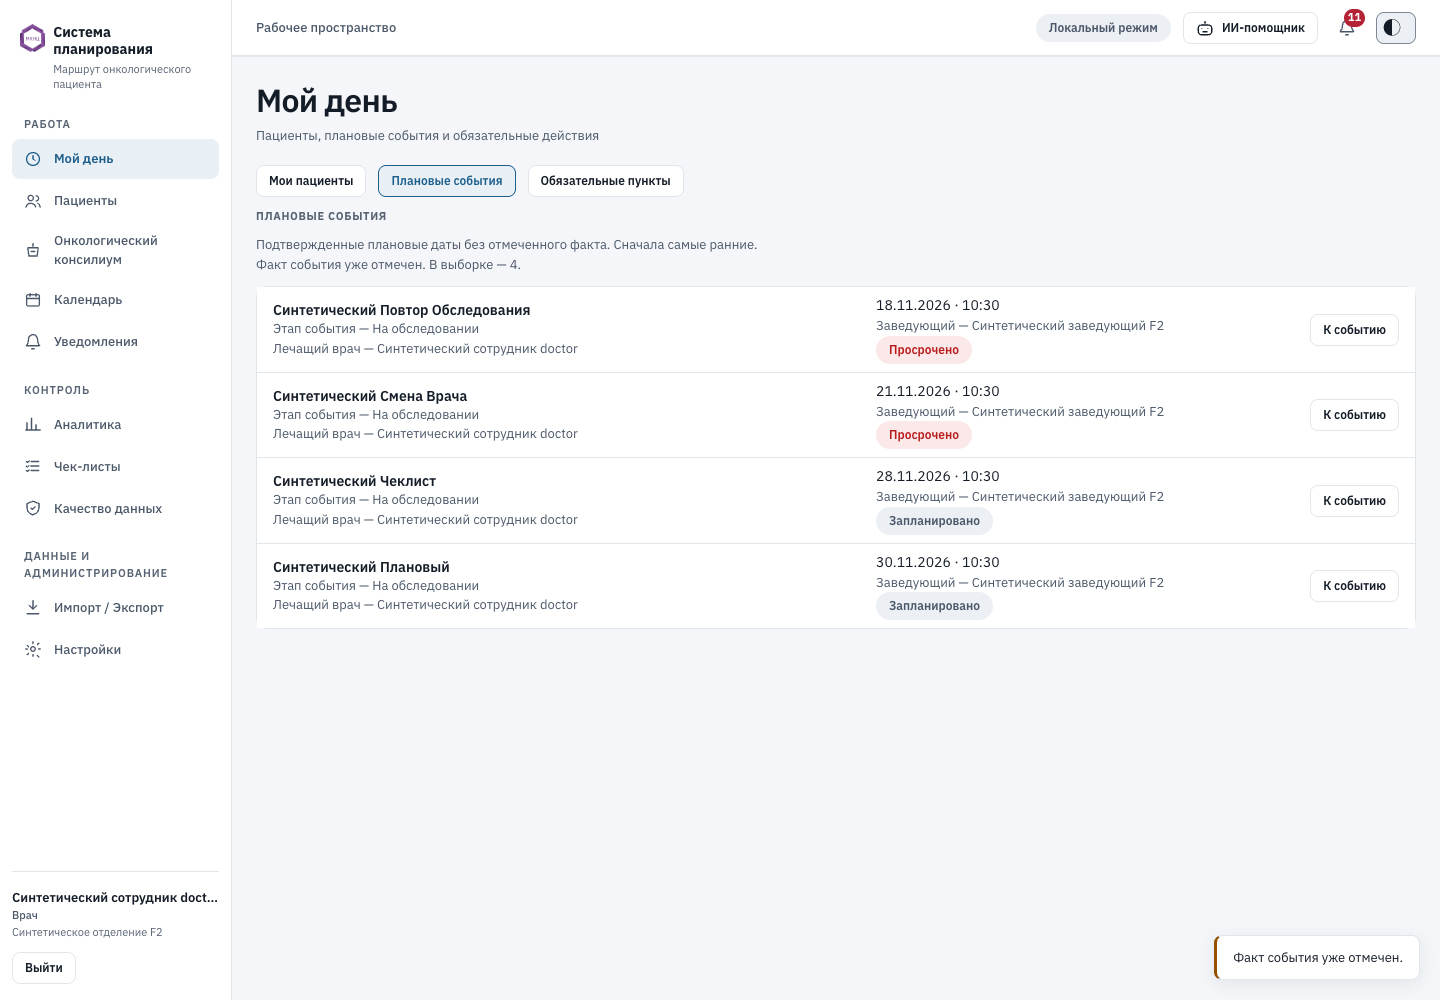 Система
планирования
Маршрут онкологического
пациента
РАБОТА
Мой день
Пациенты
Онкологический
консилиум
Календарь
Уведомления
КОНТРОЛЬ
Аналитика
Чек-листы
Качество данных
ДАННЫЕ И
АДМИНИСТРИРОВАНИЕ
Импорт / Экспорт
Настройки
Синтетический сотрудник doct...
Врач
Синтетическое отделение F2
Выйти
Рабочее пространство
Локальный режим
ИИ-помощник
11
Мой день
Пациенты, плановые события и обязательные действия
Мои пациенты
Плановые события
Обязательные пункты
ПЛАНОВЫЕ СОБЫТИЯ
Подтвержденные плановые даты без отмеченного факта. Сначала самые ранние.
Факт события уже отмечен. В выборке — 4.
Синтетический Повтор Обследования
Этап события — На обследовании
Лечащий врач — Синтетический сотрудник doctor
18.11.2026 · 10:30
Заведующий — Синтетический заведующий F2
Просрочено
К событию
Синтетический Смена Врача
Этап события — На обследовании
Лечащий врач — Синтетический сотрудник doctor
21.11.2026 · 10:30
Заведующий — Синтетический заведующий F2
Просрочено
К событию
Синтетический Чеклист
Этап события — На обследовании
Лечащий врач — Синтетический сотрудник doctor
28.11.2026 · 10:30
Заведующий — Синтетический заведующий F2
Запланировано
К событию
Синтетический Плановый
Этап события — На обследовании
Лечащий врач — Синтетический сотрудник doctor
30.11.2026 · 10:30
Заведующий — Синтетический заведующий F2
Запланировано
К событию
Факт события уже отмечен.